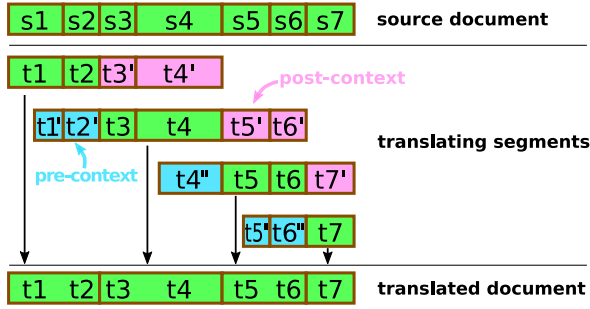 s1 s2 s3 s4 s5 s6 s7 source document
t1 t2 t3' t4'
post-context
t1' t2' t3 t4 t5' t6'
translating segments
pre-context
t4" t5 t6 t7'
t5" t6" t7
t1 t2 t3 t4 t5 t6 t7 translated document